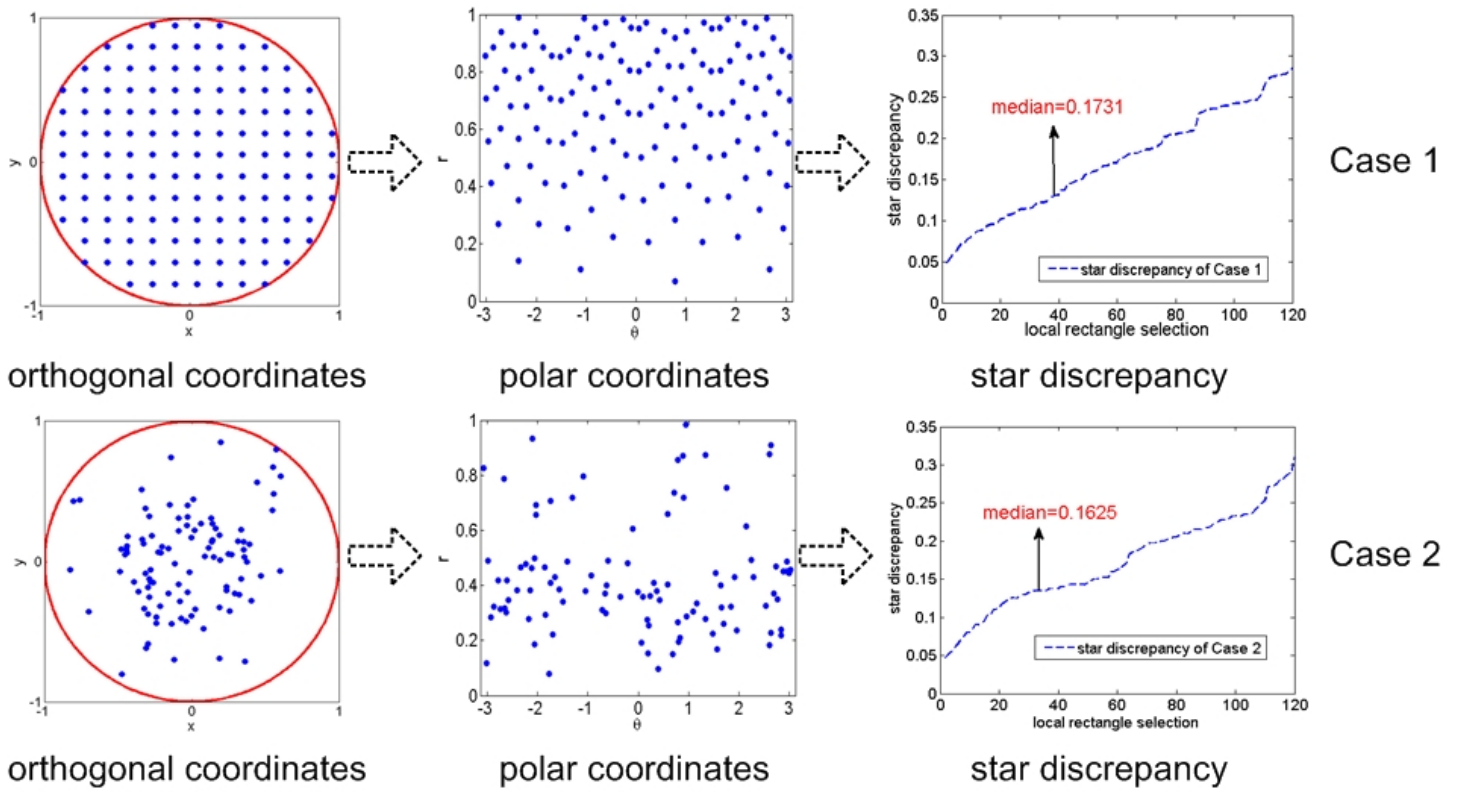 1
y
0
-1
-1
0
1
x
1
0.8
0.6
r
0.4
0.2
0
-3 -2 -1 0 1 2 3
θ
0.35
0.3
0.25
0.2
0.15
0.1
0.05
0
star discrepancy
median=0.1731
star discrepancy of Case 1
0 20 40 60 80 100 120
local rectangle selection
Case 1
orthogonal coordinates
polar coordinates
star discrepancy
1
y
0
-1
-1
0
1
x
1
0.8
0.6
r
0.4
0.2
0
-3 -2 -1 0 1 2 3
θ
0.35
0.3
0.25
0.2
0.15
0.1
0.05
0
star discrepancy
median=0.1625
star discrepancy of Case 2
0 20 40 60 80 100 120
local rectangle selection
Case 2
orthogonal coordinates
polar coordinates
star discrepancy